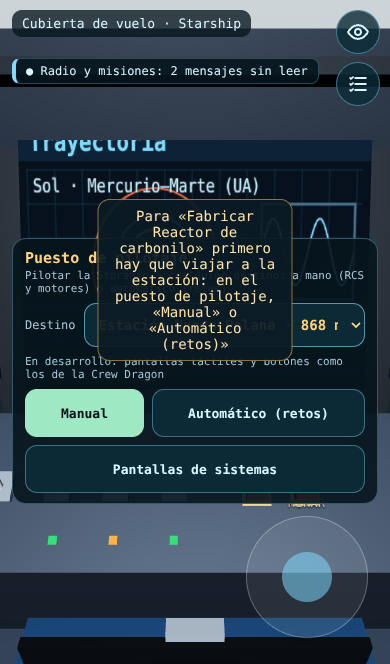 Cubierta de vuelo · Starship
● Radio y misiones: 2 mensajes sin leer
Trayectoria
Sol · Mercurio–Marte (UA)
Para «Fabricar
Reactor de
carbonilo» primero
hay que viajar a la
estación: en el
puesto de pilotaje,
«Manual» o
«Automático
(retos)»
Puesto de
Pilotar la
a mano (RCS
y motores)
Destino
868
En desarrollo: pantallas táctiles y botones como
los de la Crew Dragon
Manual
Automático (retos)
Pantallas de sistemas